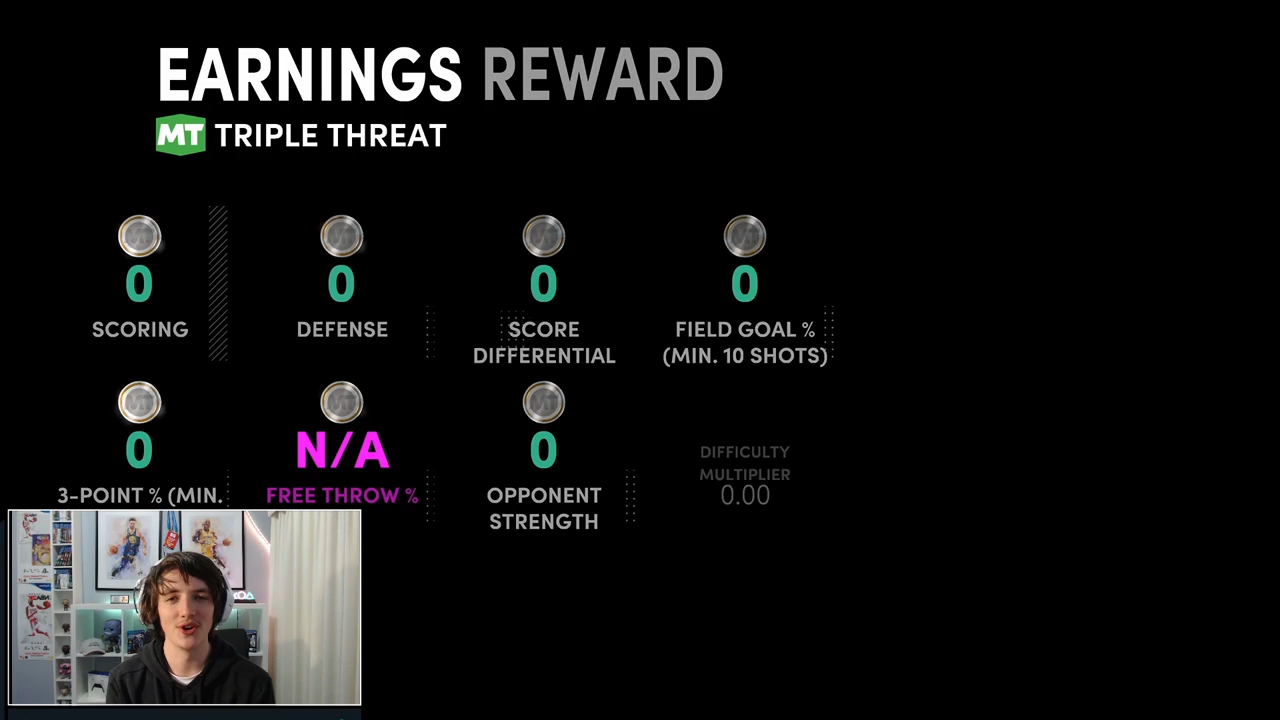 EARNINGS REWARD
MT TRIPLE THREAT
0 0 0 0
SCORING DEFENSE SCORE DIFFERENTIAL FIELD GOAL % (MIN. 10 SHOTS)
0 N/A 0
3-POINT % (MIN. FREE THROW % OPPONENT STRENGTH
DIFFICULTY MULTIPLIER
0.00